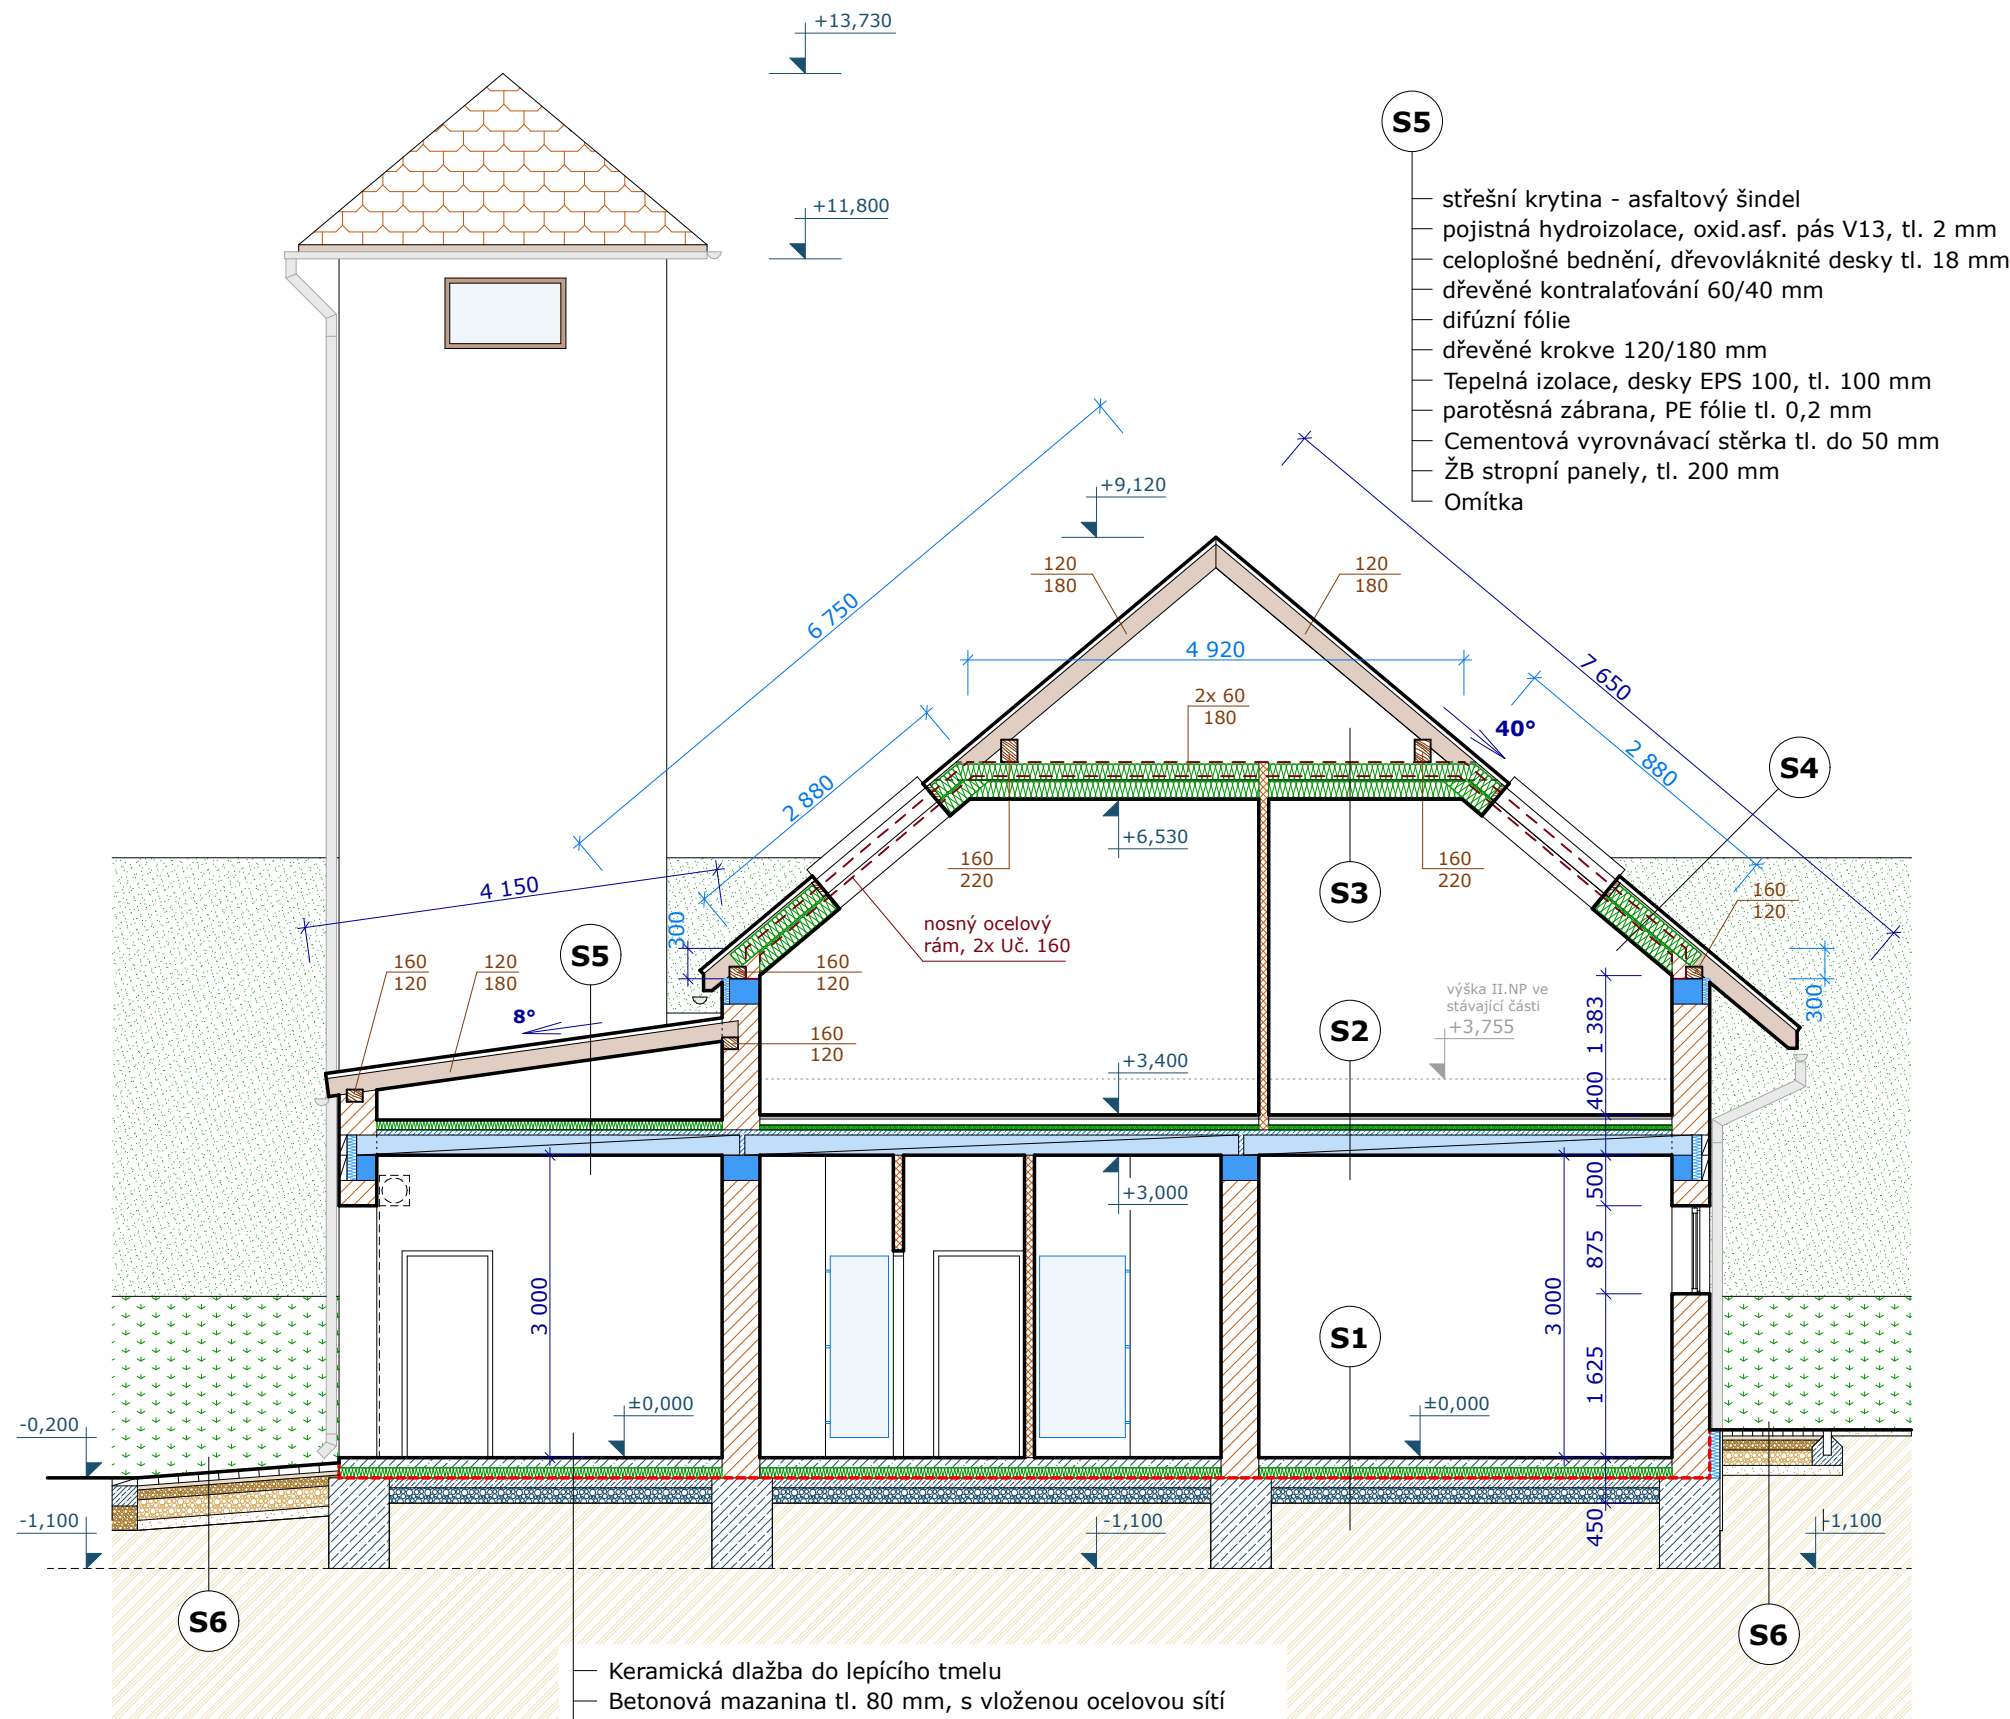 +13,730
S5
+11,800
střešní krytina - asfaltový šindel
pojistná hydroizolace, oxid.asf. pás V13, tl. 2 mm
celoplošné bednění, dřevovláknité desky tl. 18 mm
dřevěné kontralaťování 60/40 mm
difúzní fólie
dřevěné krokve 120/180 mm
Tepelná izolace, desky EPS 100, tl. 100 mm
parotěsná zábrana, PE fólie tl. 0,2 mm
Cementová vyrovnávací stěrka tl. do 50 mm
ŽB stropní panely, tl. 200 mm
Omítka
+9,120
120
180
120
180
6 750
4 920
7 650
2x 60
180
40°
2 880
2 880
S4
+6,530
160
220
160
220
4 150
S3
160
120
300
nosný ocelový
rám, 2x Uč. 160
S5
160
120
120
180
160
120
výška II.NP ve
stávající části
+3,755
300
8°
S2
1 383
160
120
+3,400
400
+3,000
500
875
3 000
3 000
S1
1 625
±0,000
±0,000
-0,200
-1,100
-1,100
450
-1,100
S6
S6
Keramická dlažba do lepícího tmelu
Betonová mazanina tl. 80 mm, s vloženou ocelovou sítí